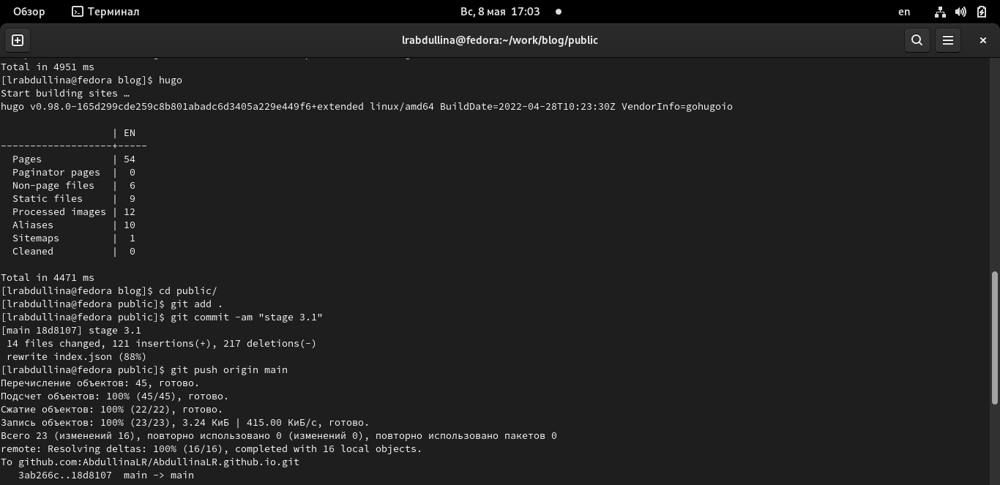 Обзор Терминал Вс, 8 мая 17:03 en
lrabdullina@fedora:~/work/blog/public
Total in 4951 ms
[lrabdullina@fedora blog]$ hugo
Start building sites …
hugo v0.98.0-165d299cde259c8b801abadc6d3405a229e449f6+extended linux/amd64 BuildDate=2022-04-28T10:23:30Z VendorInfo=gohugoio
                   | EN
-------------------+-----
  Pages            | 54
  Paginator pages  |  0
  Non-page files   |  6
  Static files     |  9
  Processed images | 12
  Aliases          | 10
  Sitemaps         |  1
  Cleaned          |  0
Total in 4471 ms
[lrabdullina@fedora blog]$ cd public/
[lrabdullina@fedora public]$ git add .
[lrabdullina@fedora public]$ git commit -am "stage 3.1"
[main 18d8107] stage 3.1
 14 files changed, 121 insertions(+), 217 deletions(-)
 rewrite index.json (88%)
[lrabdullina@fedora public]$ git push origin main
Перечисление объектов: 45, готово.
Подсчет объектов: 100% (45/45), готово.
Сжатие объектов: 100% (22/22), готово.
Запись объектов: 100% (23/23), 3.24 КиБ | 415.00 КиБ/с, готово.
Всего 23 (изменений 16), повторно использовано 0 (изменений 0), повторно использовано пакетов 0
remote: Resolving deltas: 100% (16/16), completed with 16 local objects.
To github.com:AbdullinaLR/AbdullinaLR.github.io.git
   3ab266c..18d8107  main -> main